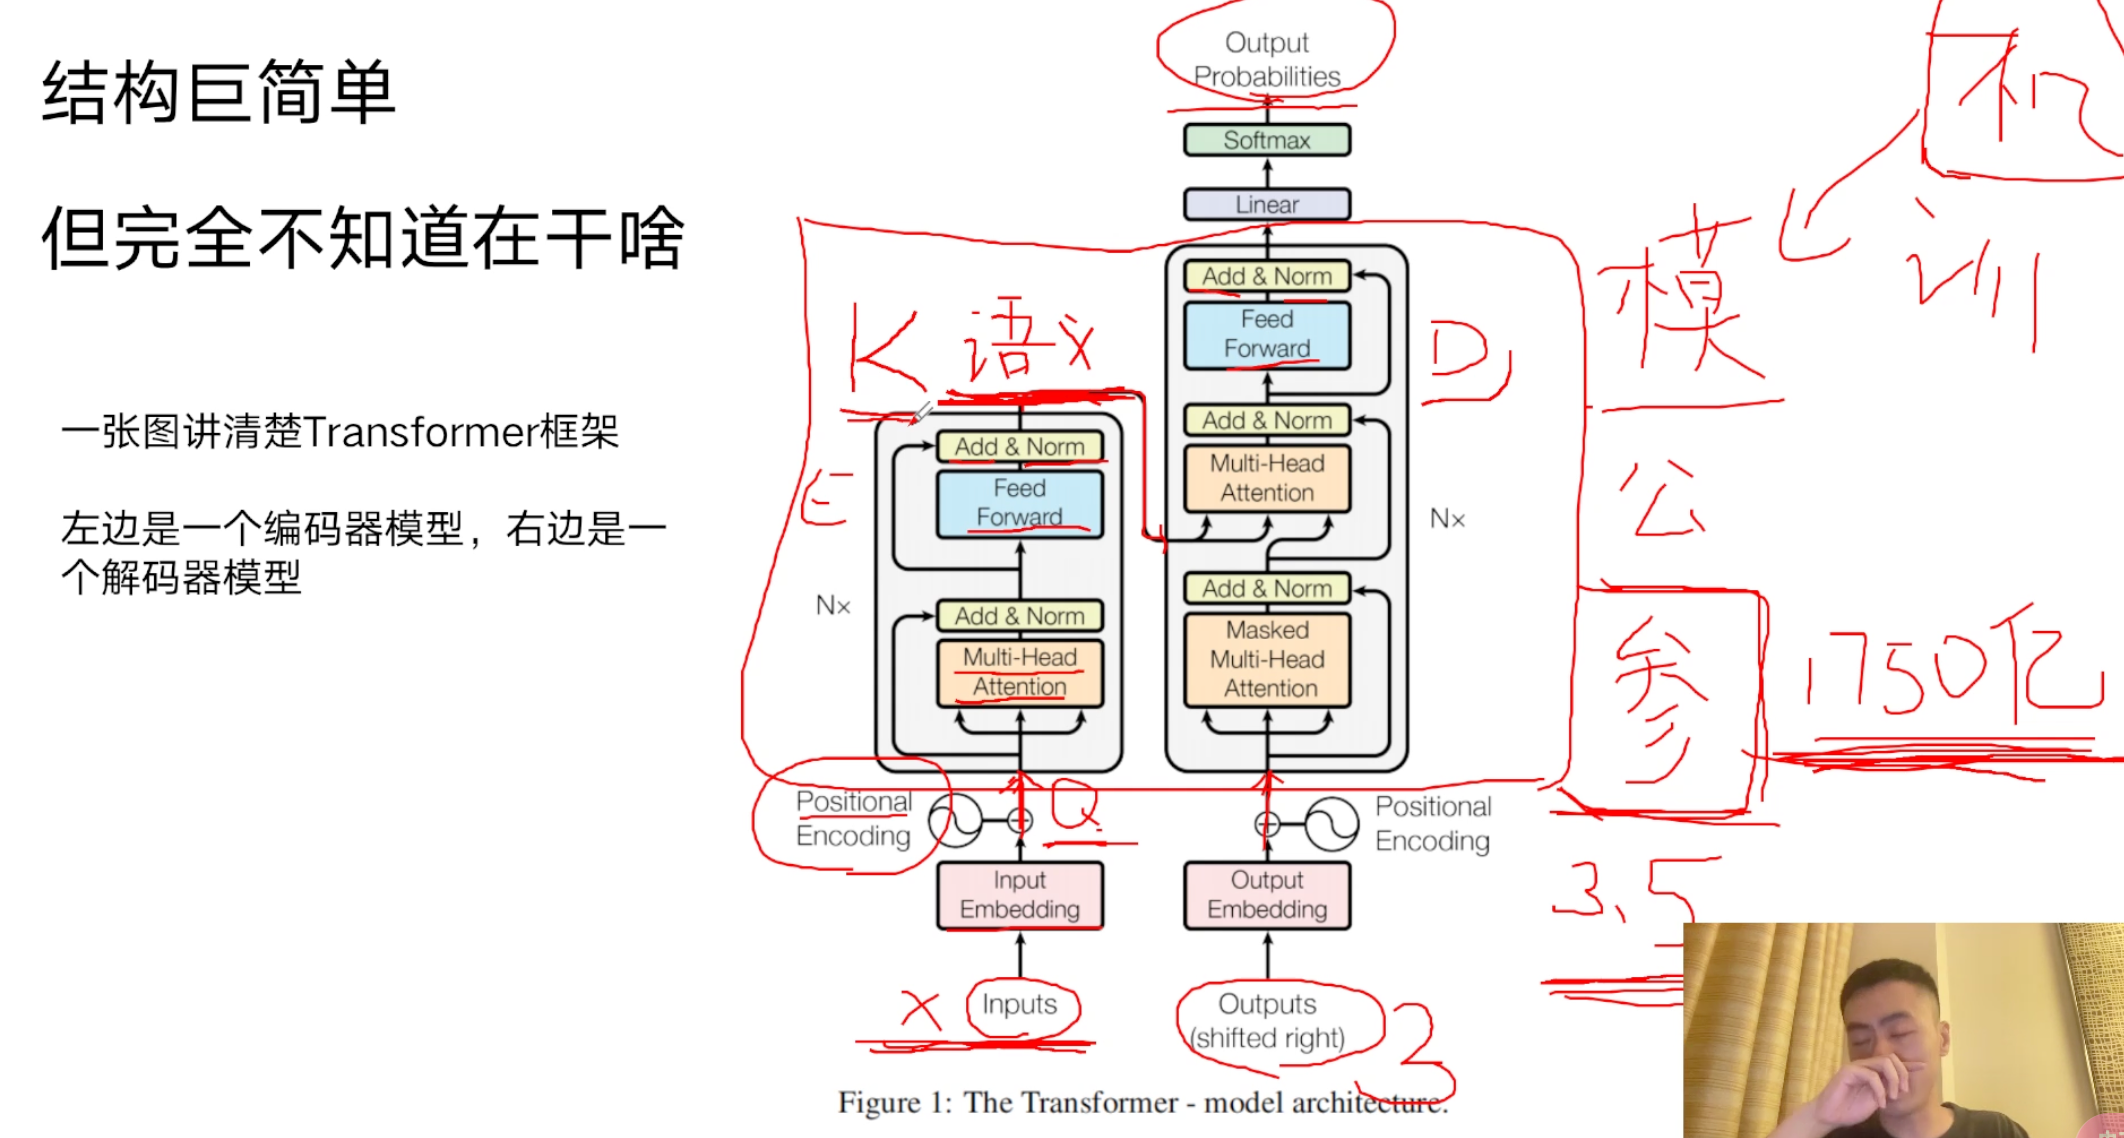 结构巨简单
但完全不知道在干啥
一张图讲清楚Transformer框架
左边是一个编码器模型，右边是一
个解码器模型
Output
Probabilities
Softmax
Linear
Add & Norm
Feed
Forward
Add & Norm
Multi-Head
Attention
Add & Norm
Masked
Multi-Head
Attention
Nx
Positional
Encoding
Output
Embedding
Outputs
(shifted right)
Add & Norm
Feed
Forward
Add & Norm
Multi-Head
Attention
Nx
Positional
Encoding
Input
Embedding
Inputs
K
语义
E
D
Q
X
3
机
训
模
公
参
1750亿
3.5
Figure 1: The Transformer - model architecture.